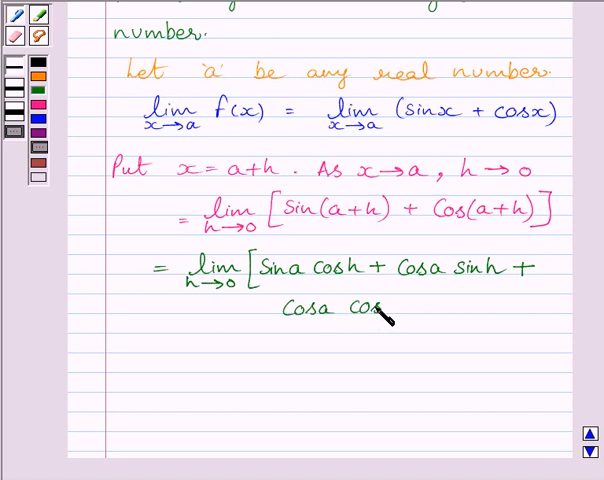 number.
Let 'a' be any real number.
lim x→a f(x) = lim x→a (sinx + cosx)
Put x = a+h. As x→a, h→0
= lim h→0 [sin(a+h) + cos(a+h)]
= lim h→0 [sina cosh + cosa sinh +
cosa cos